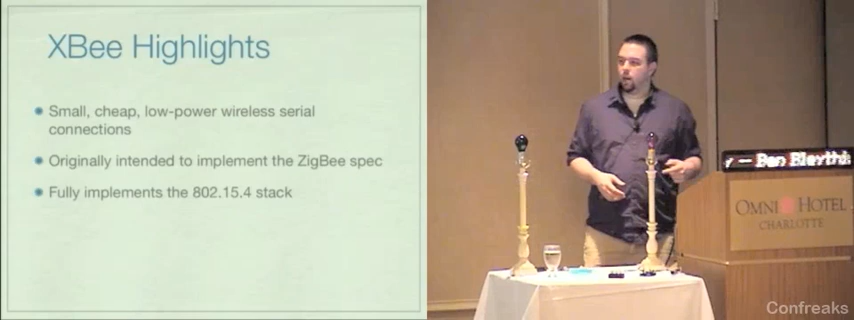 XBee Highlights
Small, cheap, low-power wireless serial
connections
Originally intended to implement the ZigBee spec
Fully implements the 802.15.4 stack
y — Ben Bleythi
OMNI HOTEL
CHARLOTTE
Confreaks